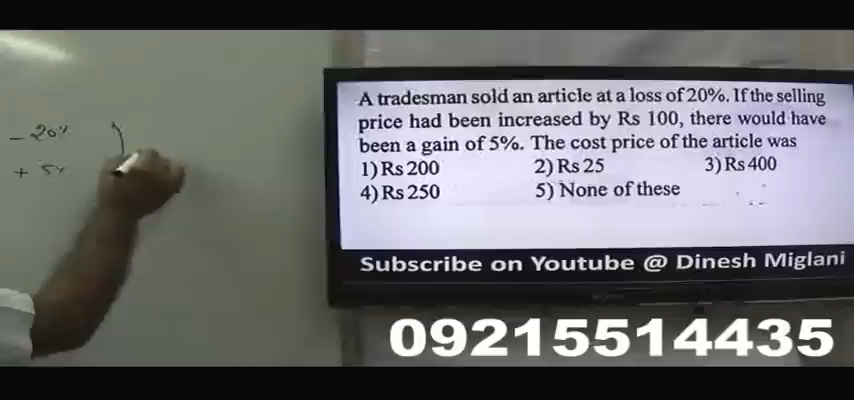 - 20%
+ 5%
A tradesman sold an article at a loss of 20%. If the selling
price had been increased by Rs 100, there would have
been a gain of 5%. The cost price of the article was
1) Rs 200 2) Rs 25 3) Rs 400
4) Rs 250 5) None of these
Subscribe on Youtube @ Dinesh Miglani
09215514435